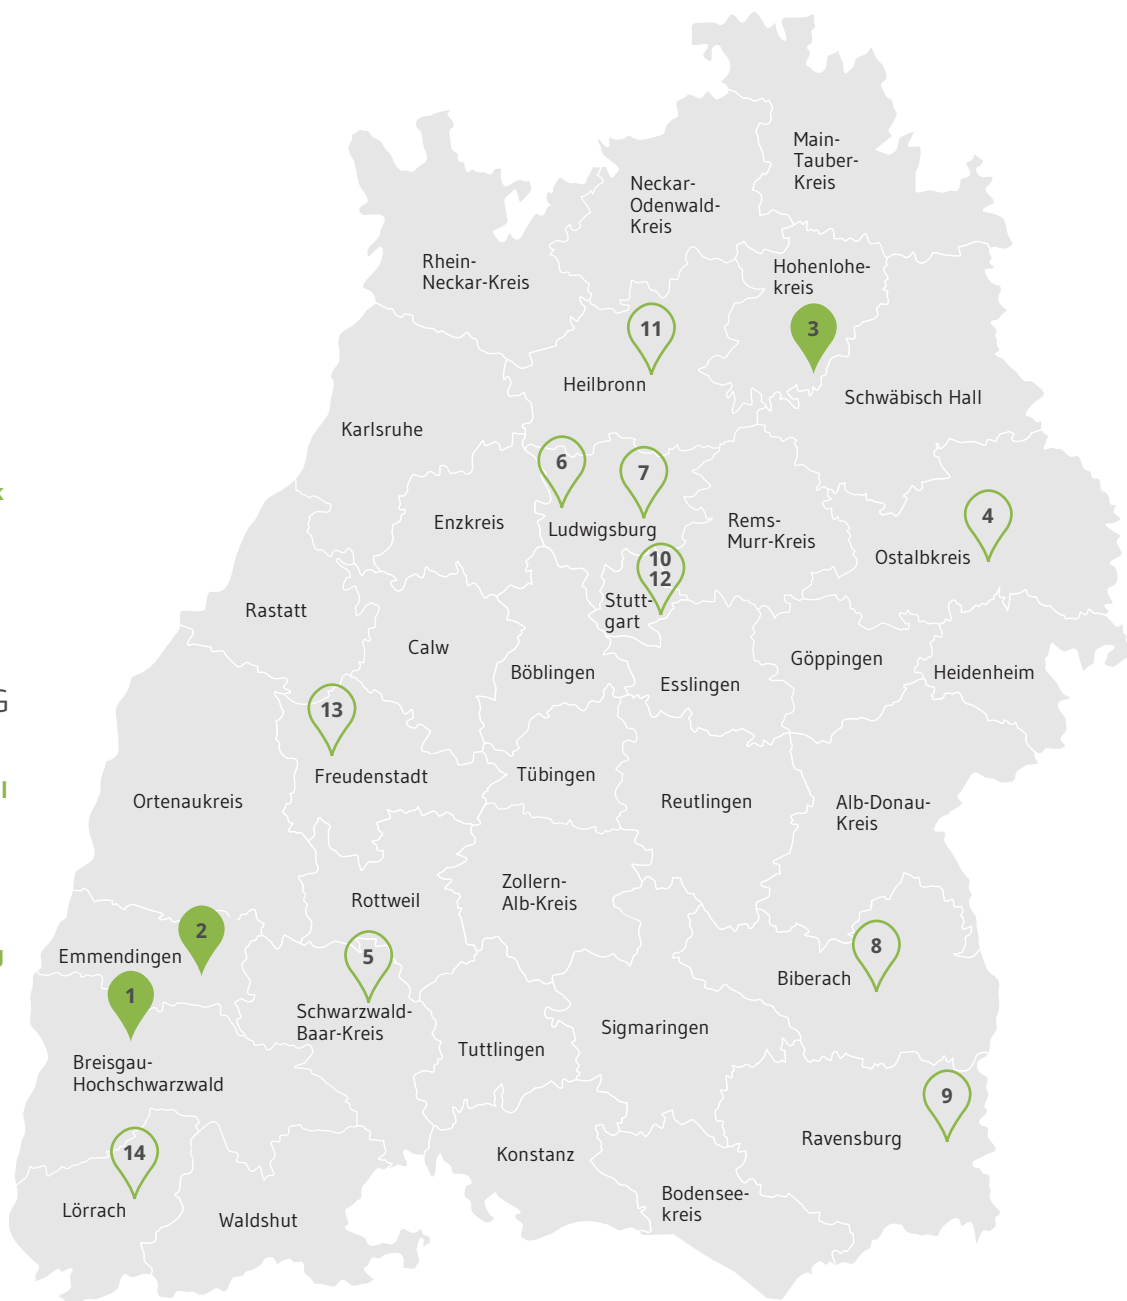 Main-
Tauber-
Kreis
Neckar-
Odenwald-
Kreis
Rhein-
Neckar-Kreis
Hohenlohe-
kreis
11
3
Heilbronn
Schwäbisch Hall
Karlsruhe
6
7
k
4
Enzkreis
Ludwigsburg
Rems-
Murr-Kreis
Ostalbkreis
10
12
Stutt-
gart
Rastatt
Calw
Böblingen
Esslingen
Göppingen
Heidenheim
G
13
Freudenstadt
Tübingen
l
Ortenaukreis
Reutlingen
Alb-Donau-
Kreis
Zollern-
Alb-Kreis
Rottweil
2
Emmendingen
g
5
8
Biberach
1
Schwarzwald-
Baar-Kreis
Sigmaringen
Tuttlingen
Breisgau-
Hochschwarzwald
9
Ravensburg
14
Konstanz
Lörrach
Waldshut
Bodensee-
kreis